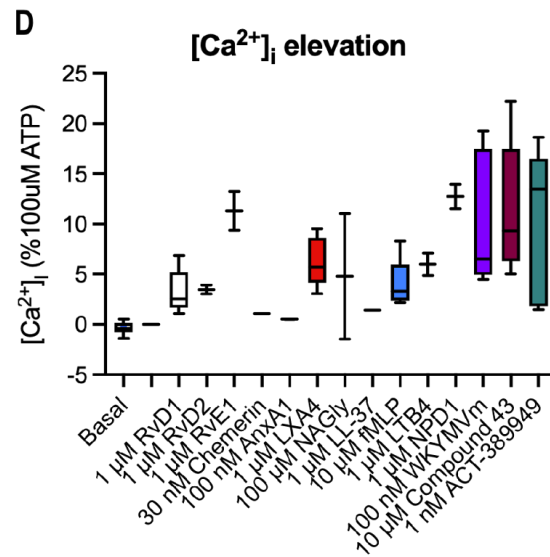 D
[Ca²⁺]ᵢ elevation
[Ca²⁺]ᵢ (%100uM ATP)
25
20
15
10
5
0
-5
Basal
1 µM RvD1
1 µM RvD2
1 µM RVE1
30 nM Chemerin
100 nM AnxA1
1 µM LXA4
100 µM NAGly
1 µM LL-37
10 µM fMLP
1 µM LTB4
1 µM NPD1
100 nM WKYMVm
10 µM Compound 43
1 nM ACT-389949